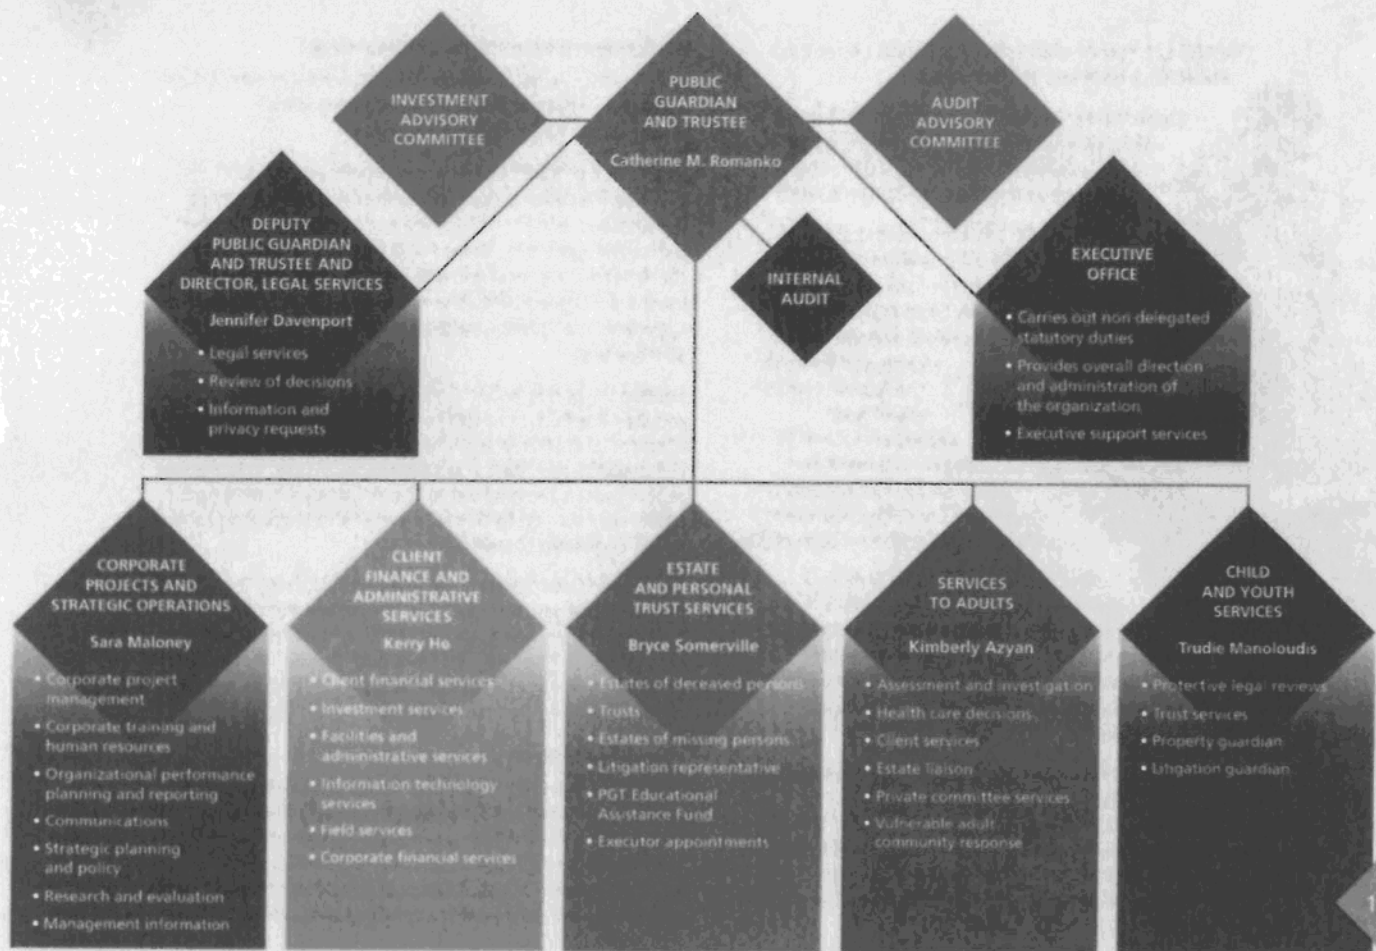 INVESTMENT
ADVISORY
COMMITTEE
PUBLIC
GUARDIAN
AND TRUSTEE
Catherine M. Romanko
AUDIT
ADVISORY
COMMITTEE
DEPUTY
PUBLIC GUARDIAN
AND TRUSTEE AND
DIRECTOR, LEGAL SERVICES
Jennifer Davenport
• Legal services
• Review of decisions
• Information and
privacy requests
INTERNAL
AUDIT
EXECUTIVE
OFFICE
• Carries out non delegated
statutory duties
• Provides overall direction
and administration of
the organization
• Executive support services
CORPORATE
PROJECTS AND
STRATEGIC OPERATIONS
Sara Maloney
• Corporate project
management
• Corporate training and
human resources
• Organizational performance
planning and reporting
• Communications
• Strategic planning
and policy
• Research and evaluation
• Management information
CLIENT
FINANCE AND
ADMINISTRATIVE
SERVICES
Kerry Ho
• Client financial services
• Investment services
• Facilities and
administrative services
• Information technology
services
• Field services
• Corporate financial services
ESTATE
AND PERSONAL
TRUST SERVICES
Bryce Somerville
• Estates of deceased persons
• Trusts
• Estates of missing persons
• Litigation representative
• PGT Educational
Assistance Fund
• Executor appointments
SERVICES
TO ADULTS
Kimberly Azyan
• Assessment and investigation
• Health care decisions
• Client services
• Estate liaison
• Private committee services
• Vulnerable adult
community response
CHILD
AND YOUTH
SERVICES
Trudie Manoloudis
• Protective legal reviews
• Trust services
• Property guardian
• Litigation guardian